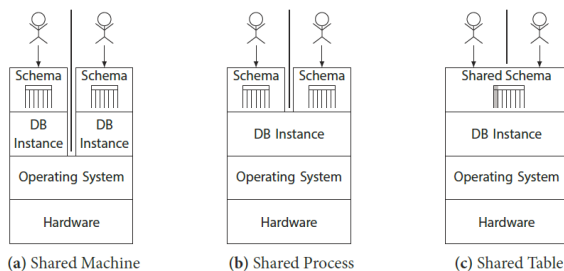 Schema Schema
DB Instance DB Instance
Operating System
Hardware
(a) Shared Machine
Schema Schema
DB Instance
Operating System
Hardware
(b) Shared Process
Shared Schema
DB Instance
Operating System
Hardware
(c) Shared Table